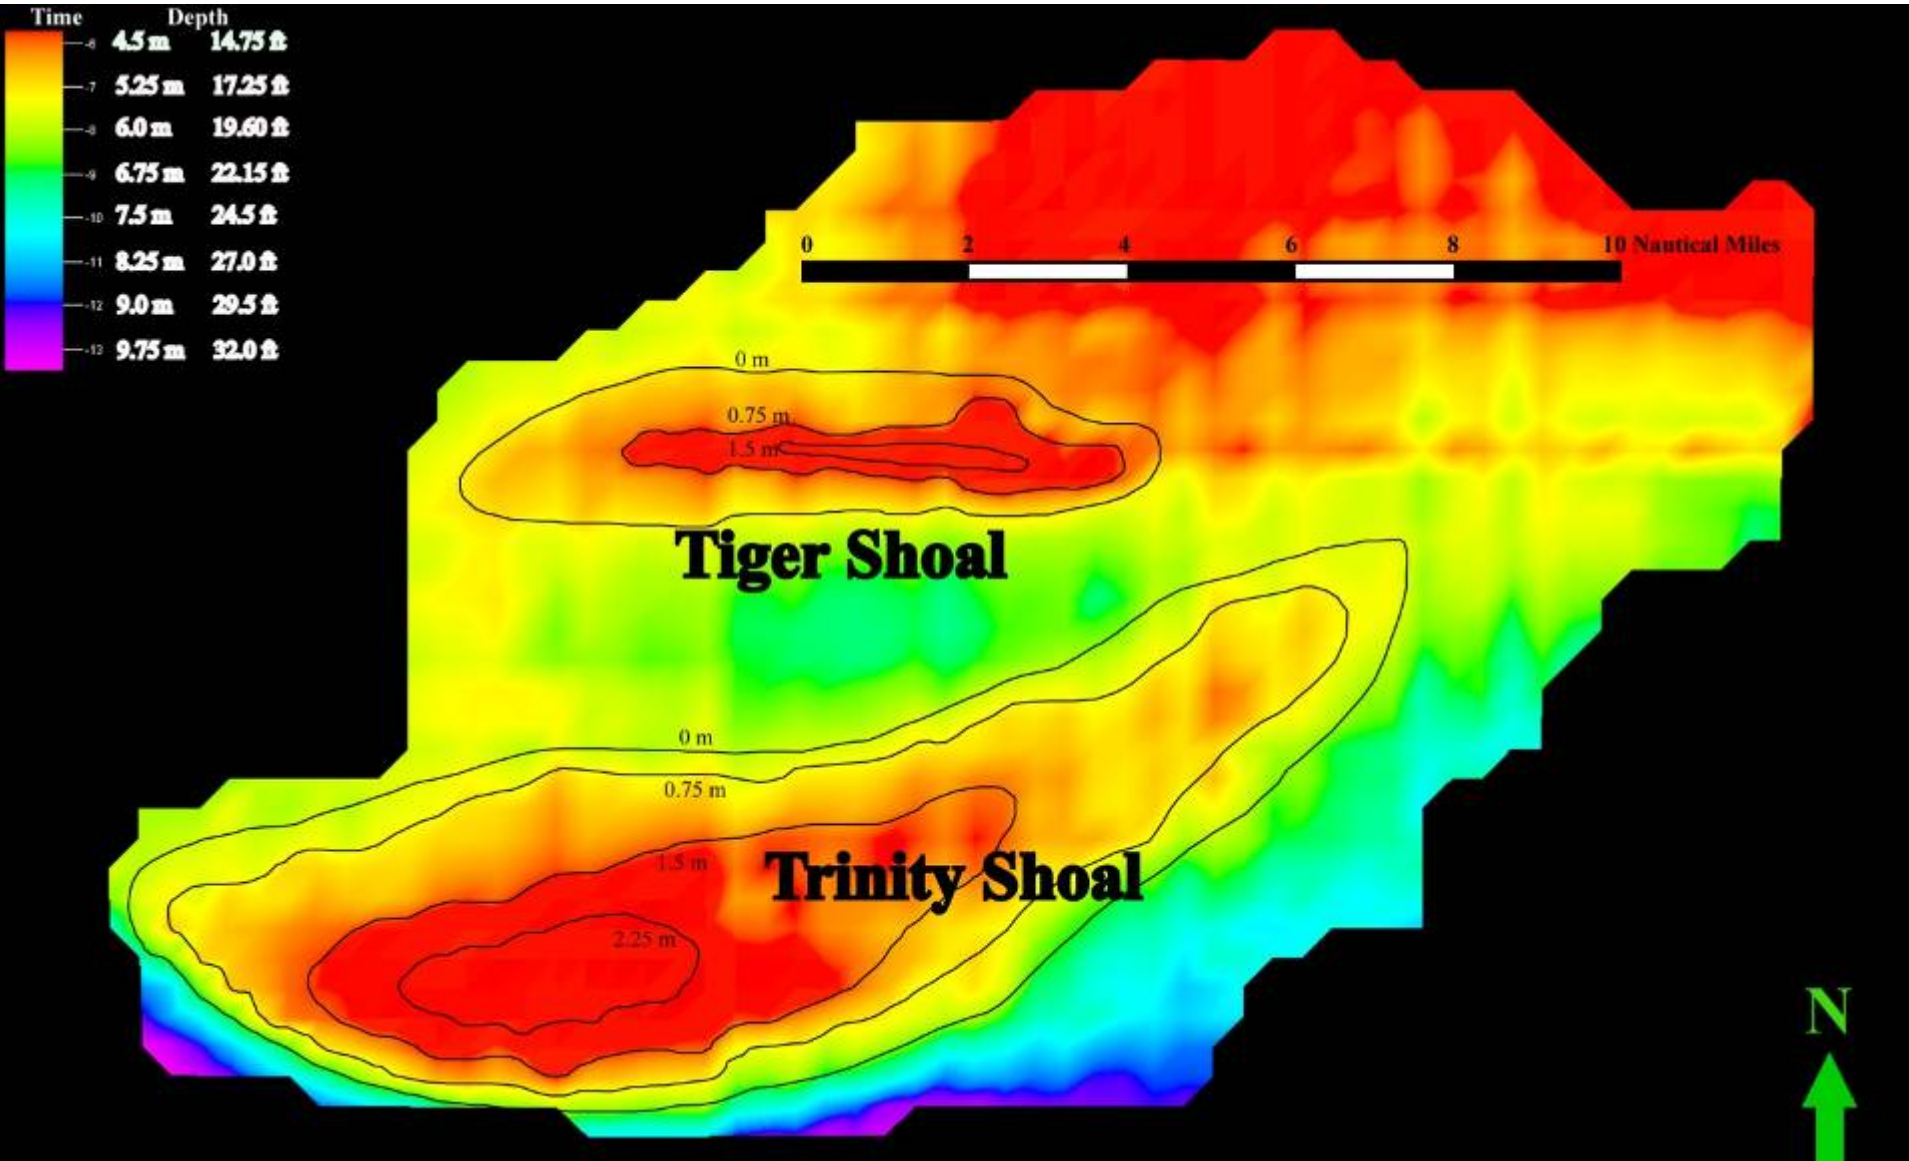 Time Depth
-6 4.5 m 14.75 ft
-7 5.25 m 17.25 ft
-8 6.0 m 19.60 ft
-9 6.75 m 22.15 ft
-10 7.5 m 24.5 ft
-11 8.25 m 27.0 ft
-12 9.0 m 29.5 ft
-13 9.75 m 32.0 ft
0 2 4 6 8 10 Nautical Miles
0 m
0.75 m
1.5 m
Tiger Shoal
0 m
0.75 m
1.5 m
Trinity Shoal
2.25 m
N